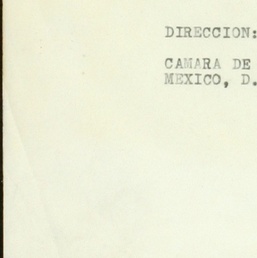 DIRECCION:
CAMARA DE
MEXICO, D.